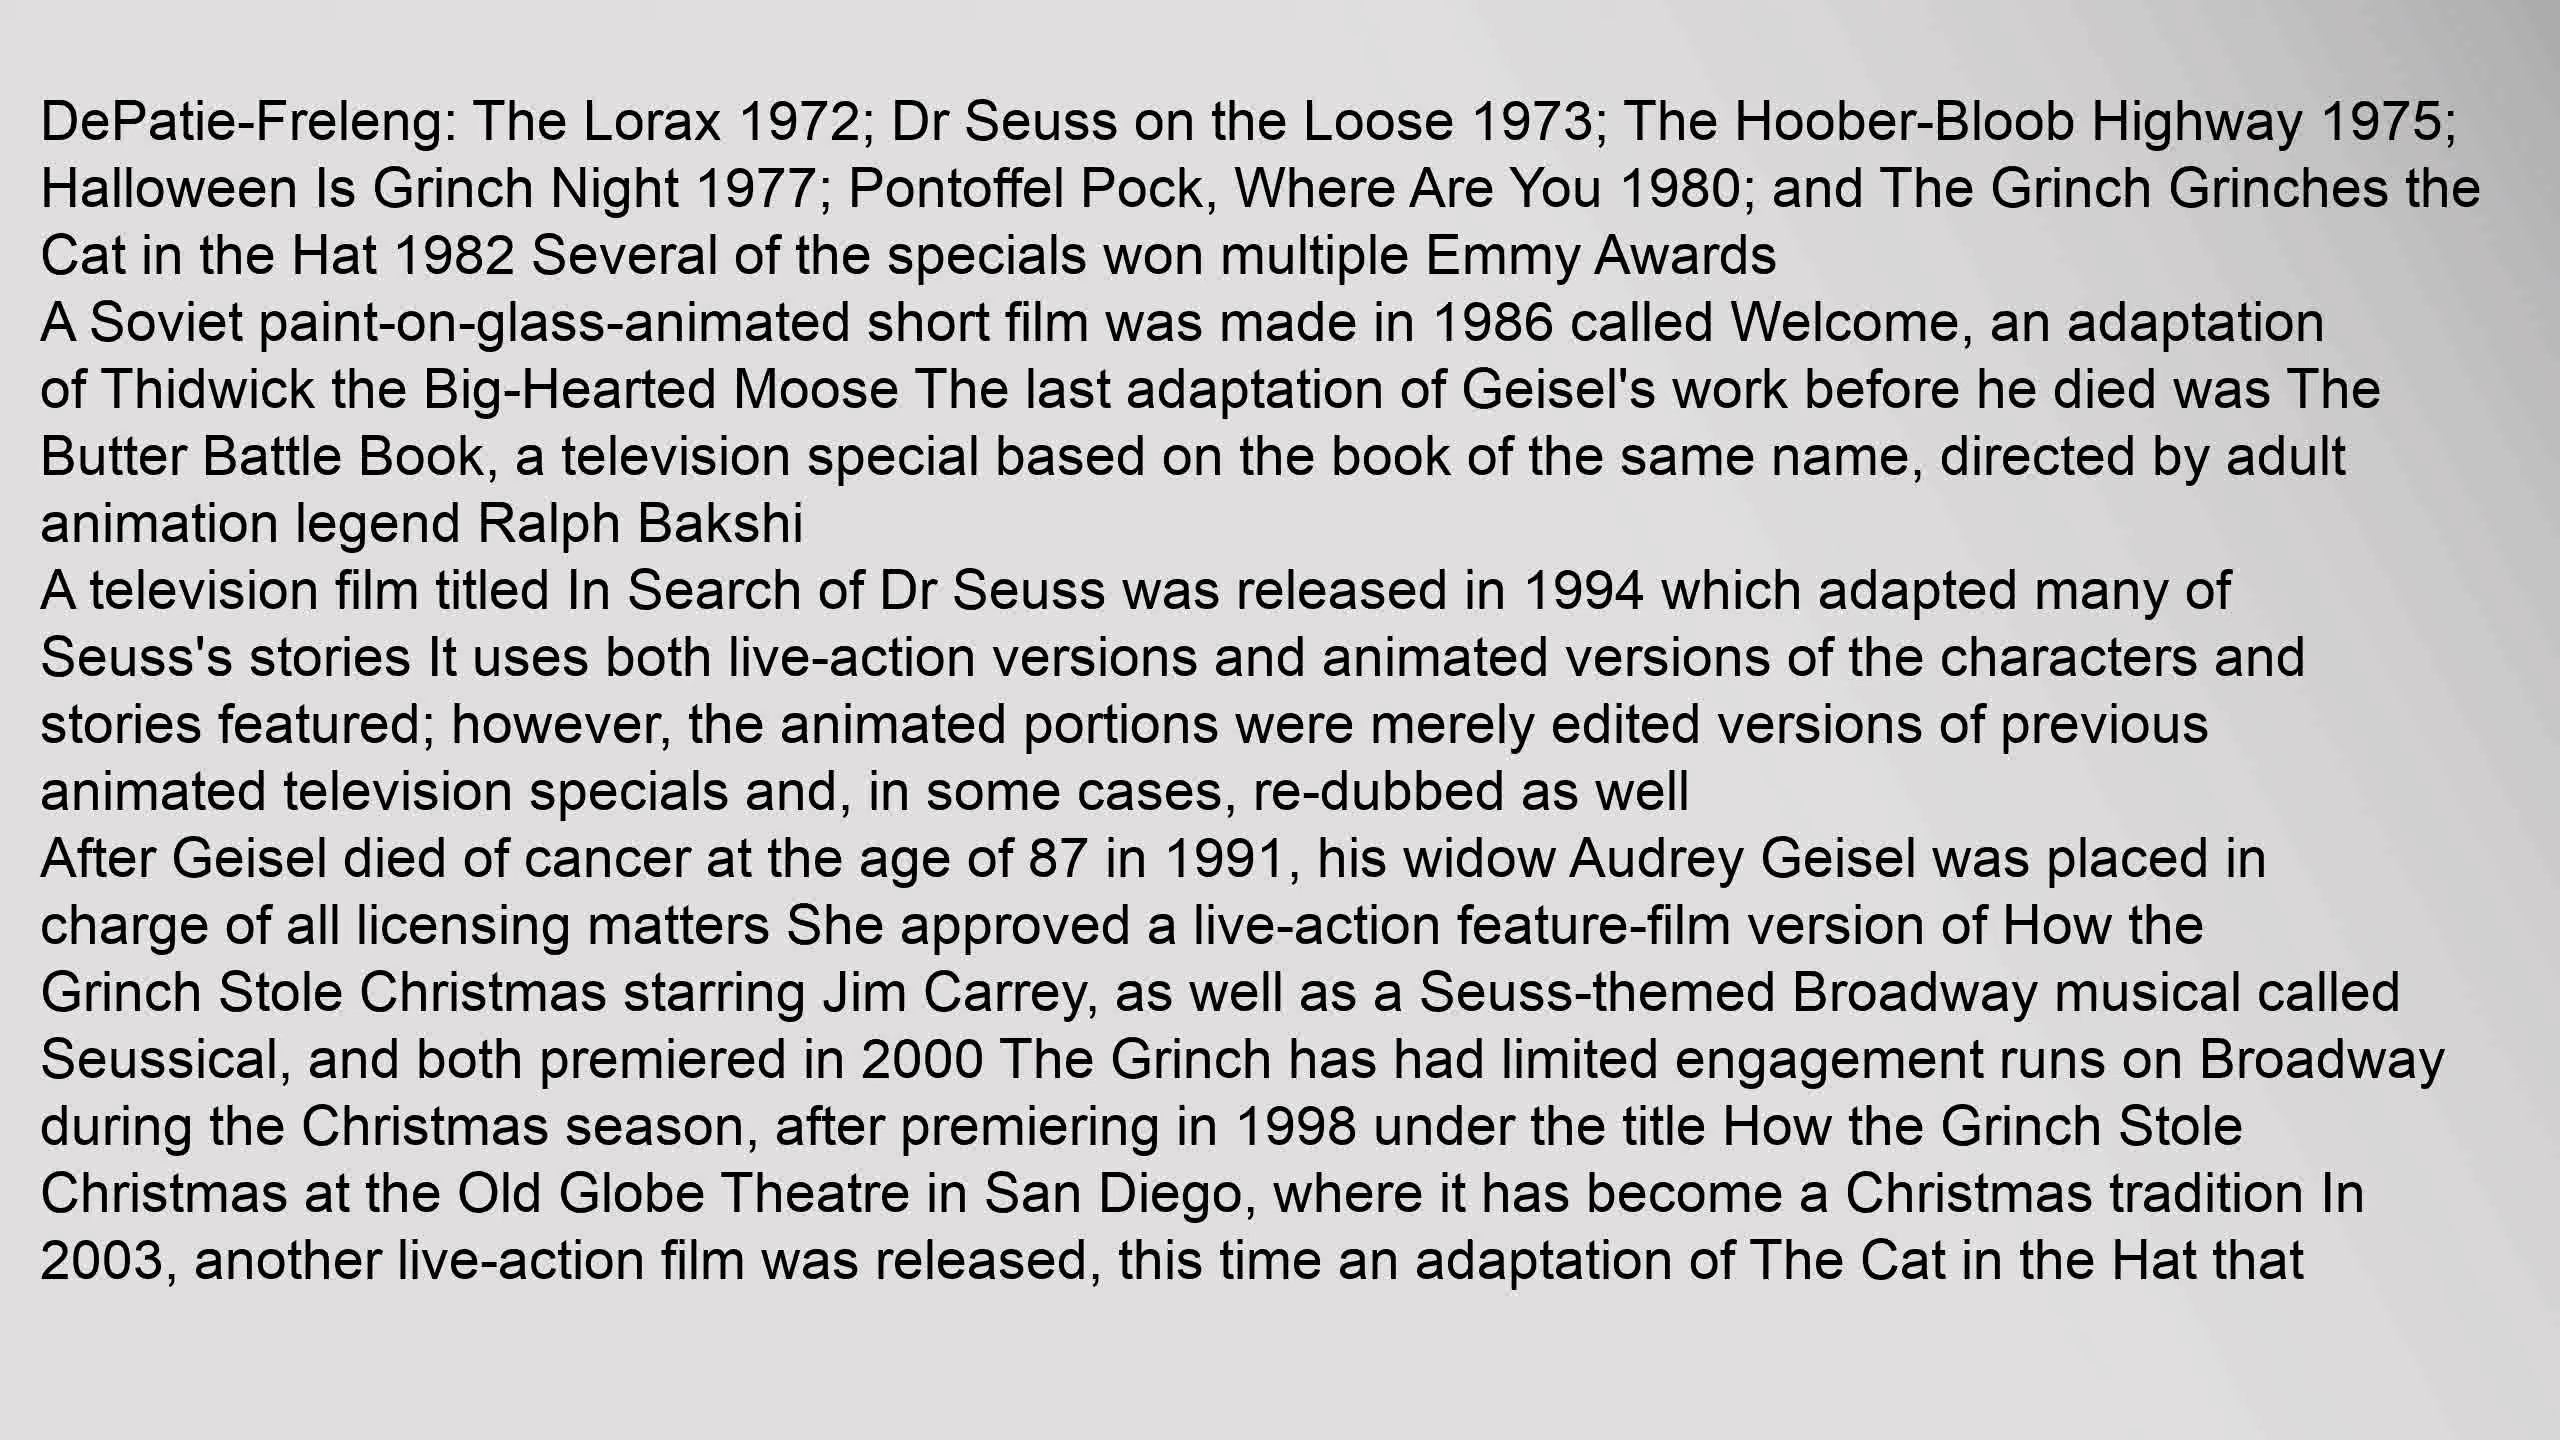 DePatie-Freleng: The Lorax 1972; Dr Seuss on the Loose 1973; The Hoober-Bloob Highway 1975;
Halloween Is Grinch Night 1977; Pontoffel Pock, Where Are You 1980; and The Grinch Grinches the
Cat in the Hat 1982 Several of the specials won multiple Emmy Awards
A Soviet paint-on-glass-animated short film was made in 1986 called Welcome, an adaptation
of Thidwick the Big-Hearted Moose The last adaptation of Geisel's work before he died was The
Butter Battle Book, a television special based on the book of the same name, directed by adult
animation legend Ralph Bakshi
A television film titled In Search of Dr Seuss was released in 1994 which adapted many of
Seuss's stories It uses both live-action versions and animated versions of the characters and
stories featured; however, the animated portions were merely edited versions of previous
animated television specials and, in some cases, re-dubbed as well
After Geisel died of cancer at the age of 87 in 1991, his widow Audrey Geisel was placed in
charge of all licensing matters She approved a live-action feature-film version of How the
Grinch Stole Christmas starring Jim Carrey, as well as a Seuss-themed Broadway musical called
Seussical, and both premiered in 2000 The Grinch has had limited engagement runs on Broadway
during the Christmas season, after premiering in 1998 under the title How the Grinch Stole
Christmas at the Old Globe Theatre in San Diego, where it has become a Christmas tradition In
2003, another live-action film was released, this time an adaptation of The Cat in the Hat that